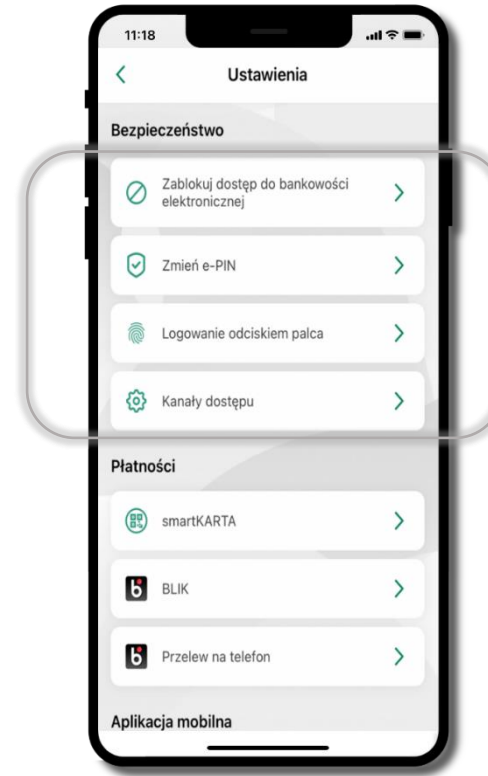 11:18
Ustawienia
Bezpieczeństwo
Zablokuj dostęp do bankowości
elektronicznej
Zmień e-PIN
Logowanie odciskiem palca
Kanały dostępu
Płatności
smartKARTA
BLIK
Przelew na telefon
Aplikacja mobilna